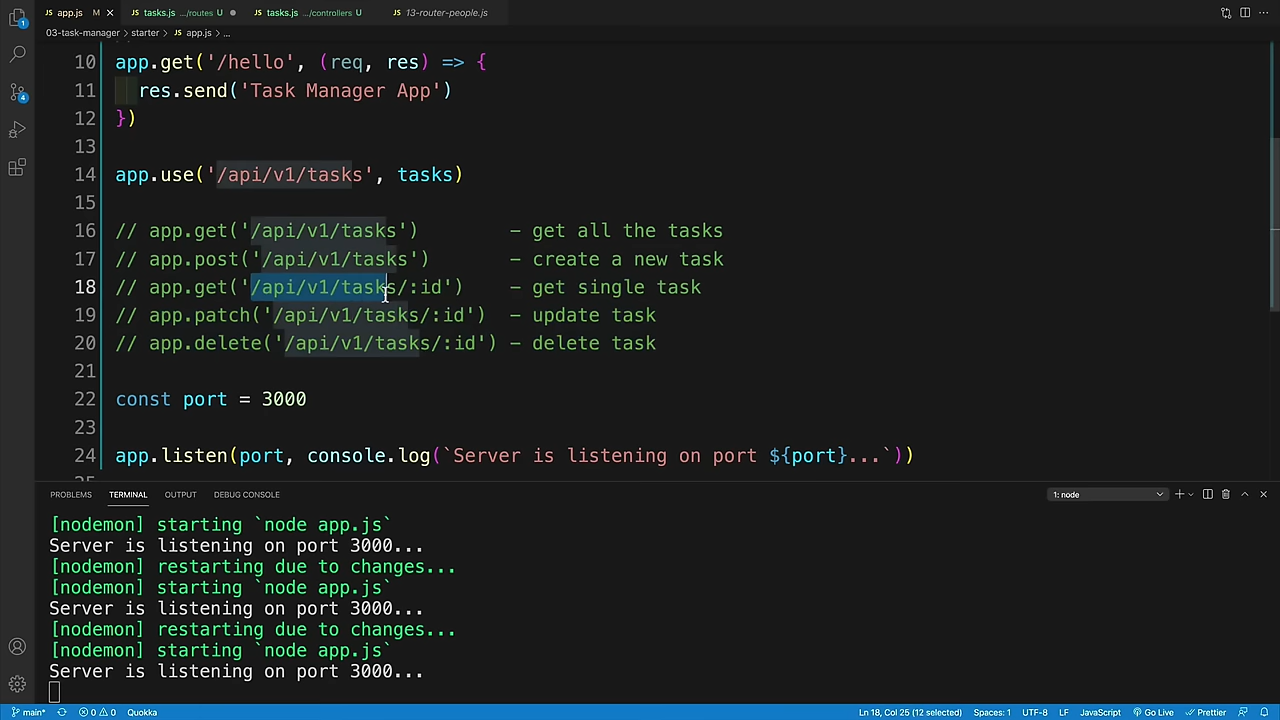 1
4
JS app.js M ×
JS tasks.js .../routes U
JS tasks.js .../controllers U
JS 13-router-people.js
03-task-manager > starter > JS app.js > ...
10 app.get('/hello', (req, res) => {
11 res.send('Task Manager App')
12 })
13
14 app.use('/api/v1/tasks', tasks)
15
16 // app.get('/api/v1/tasks') - get all the tasks
17 // app.post('/api/v1/tasks') - create a new task
18 // app.get('/api/v1/tasks/:id') - get single task
19 // app.patch('/api/v1/tasks/:id') - update task
20 // app.delete('/api/v1/tasks/:id') - delete task
21
22 const port = 3000
23
24 app.listen(port, console.log(`Server is listening on port ${port}...`))
25
PROBLEMS TERMINAL OUTPUT DEBUG CONSOLE 1: node
[nodemon] starting `node app.js`
Server is listening on port 3000...
[nodemon] restarting due to changes...
[nodemon] starting `node app.js`
Server is listening on port 3000...
[nodemon] restarting due to changes...
[nodemon] starting `node app.js`
Server is listening on port 3000...
main* 0 0 Quokka Ln 18, Col 25 (12 selected) Spaces: 1 UTF-8 LF JavaScript Go Live Prettier